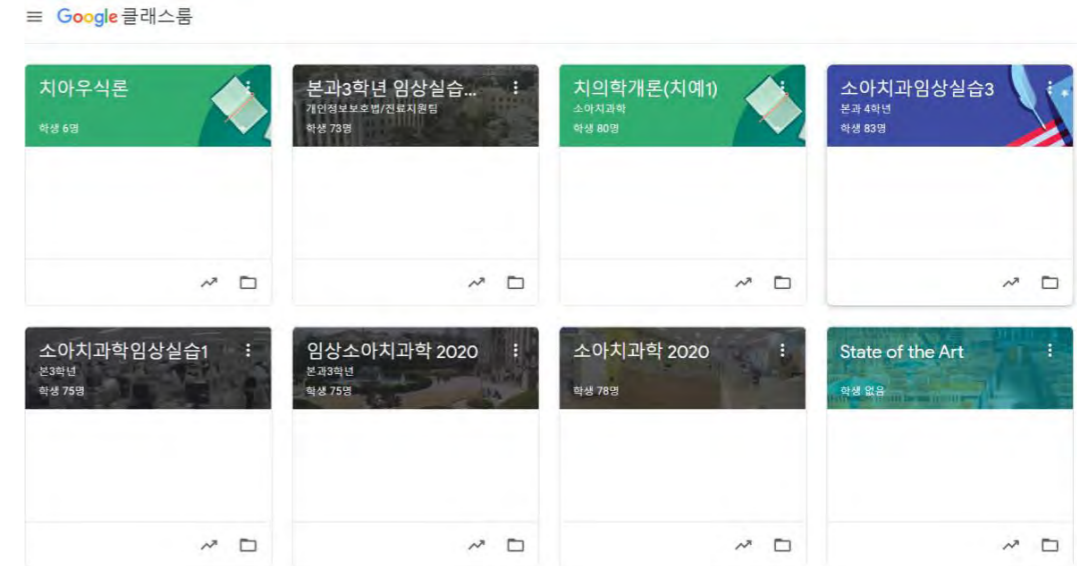 Google 클래스룸
치아우식론
학생 6명
본과3학년 임상실습...
개인정보보호법/진료지원팀
학생 73명
치의학개론(치예1)
소아치과학
학생 80명
소아치과임상실습3
본과 4학년
학생 83명
소아치과학임상실습1
본3학년
학생 75명
임상소아치과학 2020
본과3학년
학생 75명
소아치과학 2020
학생 78명
State of the Art
학생 없음